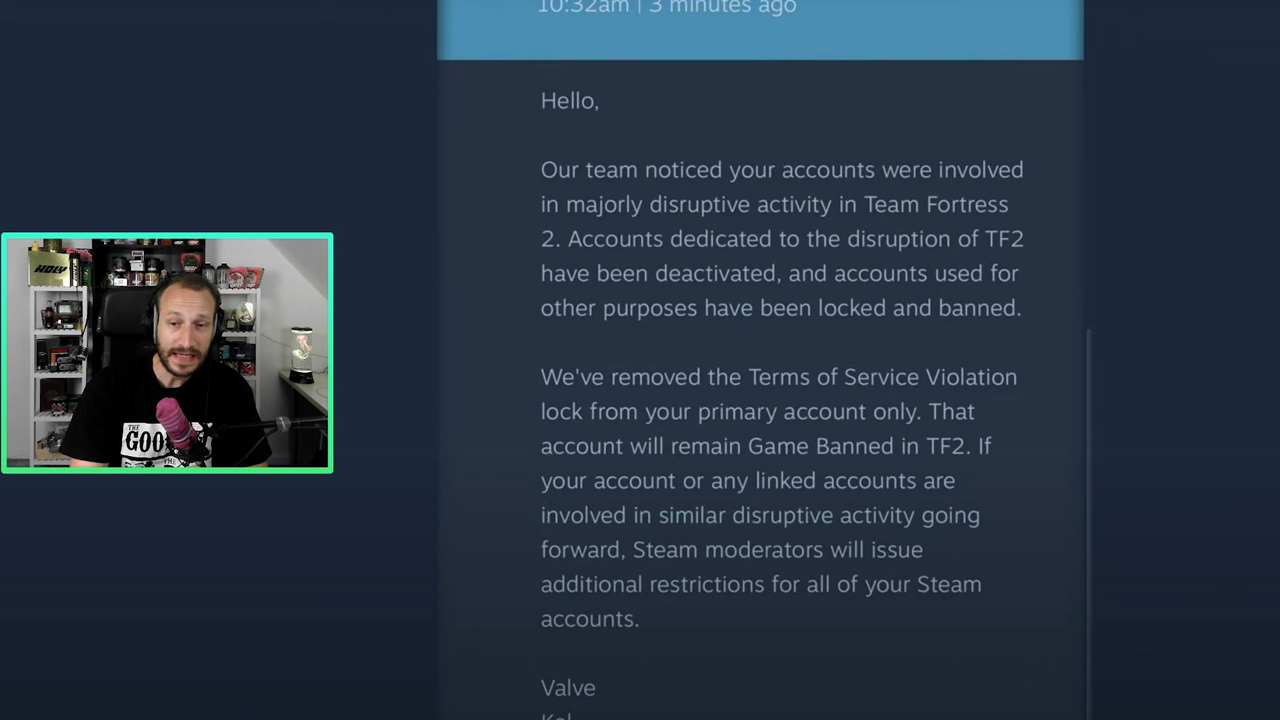 10:32am | 3 minutes ago
Hello,
Our team noticed your accounts were involved
in majorly disruptive activity in Team Fortress
2. Accounts dedicated to the disruption of TF2
have been deactivated, and accounts used for
other purposes have been locked and banned.
We've removed the Terms of Service Violation
lock from your primary account only. That
account will remain Game Banned in TF2. If
your account or any linked accounts are
involved in similar disruptive activity going
forward, Steam moderators will issue
additional restrictions for all of your Steam
accounts.
Valve
HOLY
THE
GOO